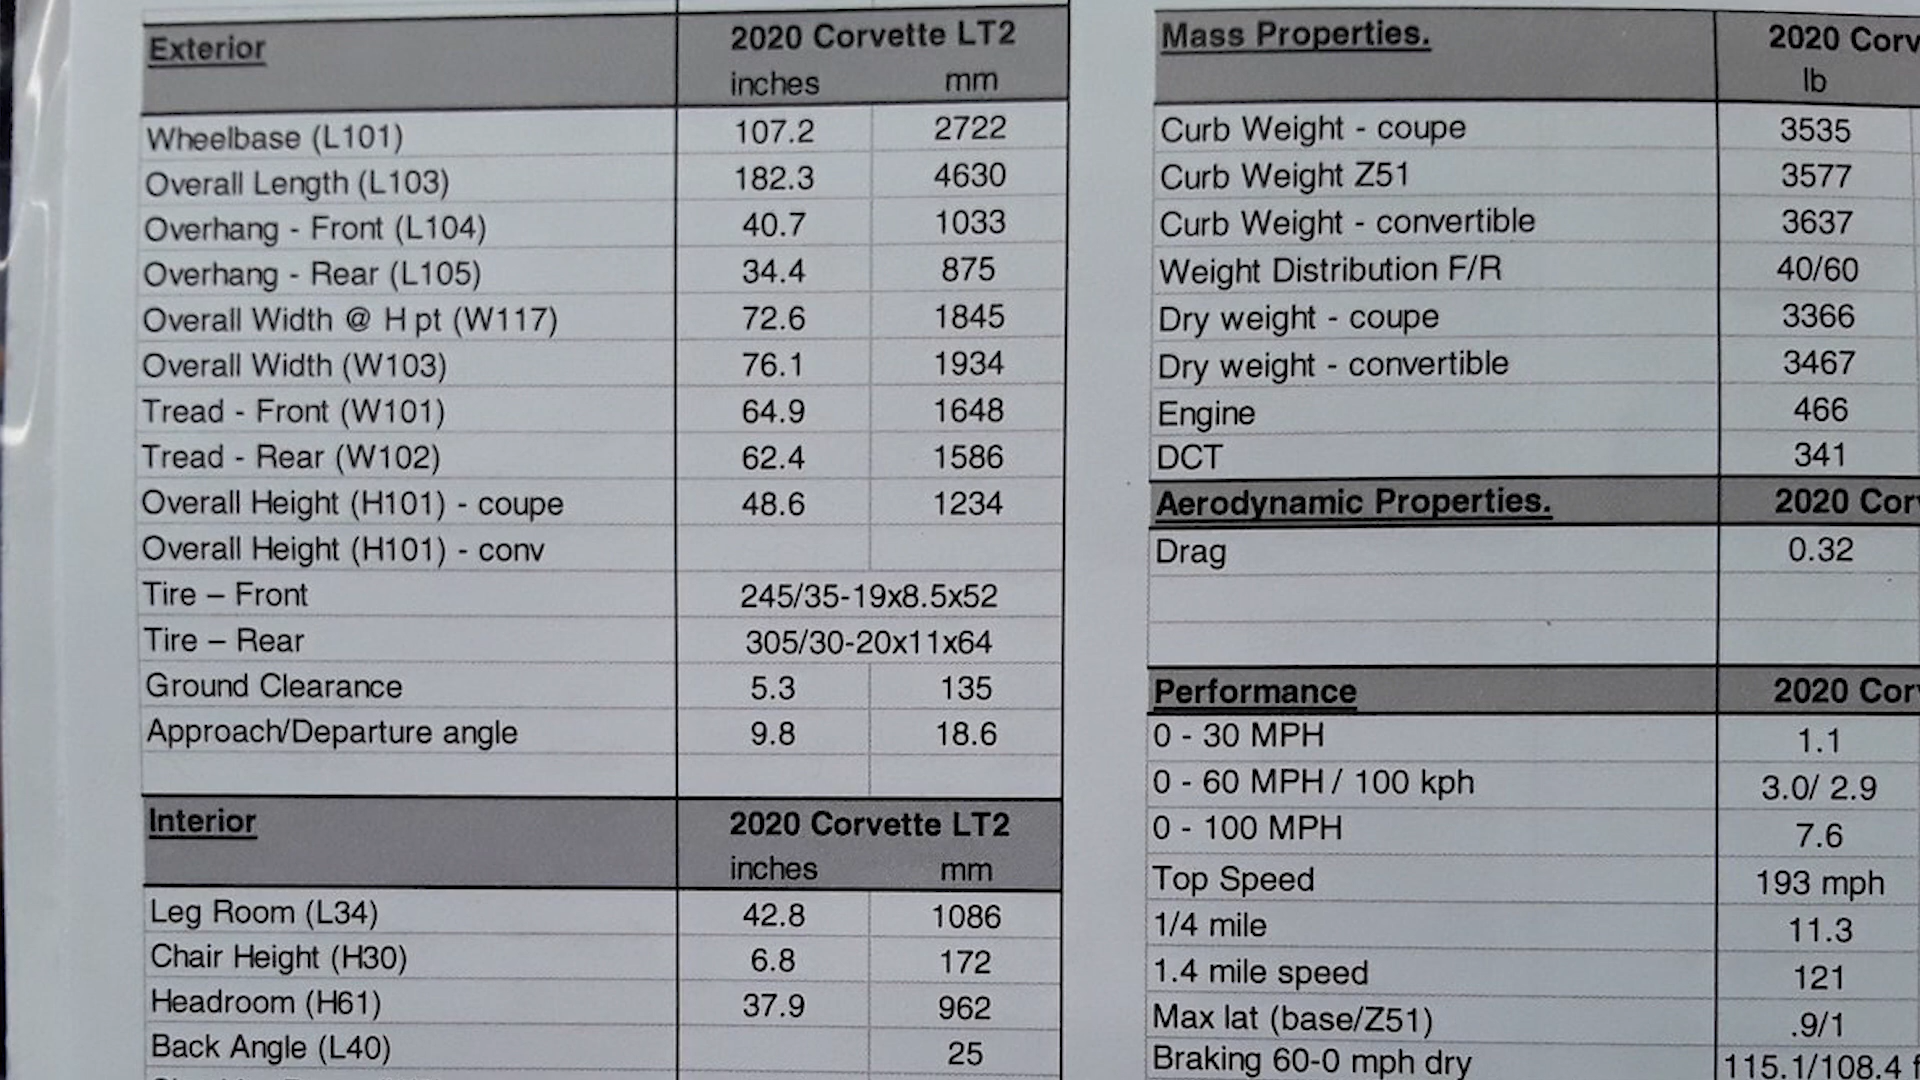 Exterior 2020 Corvette LT2
inches mm
Wheelbase (L101) 107.2 2722
Overall Length (L103) 182.3 4630
Overhang - Front (L104) 40.7 1033
Overhang - Rear (L105) 34.4 875
Overall Width @ H pt (W117) 72.6 1845
Overall Width (W103) 76.1 1934
Tread - Front (W101) 64.9 1648
Tread - Rear (W102) 62.4 1586
Overall Height (H101) - coupe 48.6 1234
Overall Height (H101) - conv
Tire – Front 245/35-19x8.5x52
Tire – Rear 305/30-20x11x64
Ground Clearance 5.3 135
Approach/Departure angle 9.8 18.6
Interior 2020 Corvette LT2
inches mm
Leg Room (L34) 42.8 1086
Chair Height (H30) 6.8 172
Headroom (H61) 37.9 962
Back Angle (L40) 25
Mass Properties. 2020 Corv
lb
Curb Weight - coupe 3535
Curb Weight Z51 3577
Curb Weight - convertible 3637
Weight Distribution F/R 40/60
Dry weight - coupe 3366
Dry weight - convertible 3467
Engine 466
DCT 341
Aerodynamic Properties. 2020 Corv
Drag 0.32
Performance 2020 Corv
0 - 30 MPH 1.1
0 - 60 MPH / 100 kph 3.0/ 2.9
0 - 100 MPH 7.6
Top Speed 193 mph
1/4 mile 11.3
1.4 mile speed 121
Max lat (base/Z51) .9/1
Braking 60-0 mph dry 115.1/108.4 f